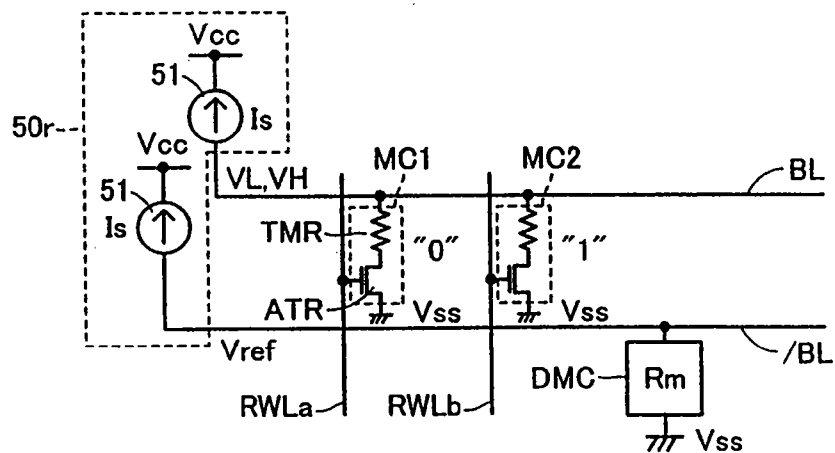 Vcc
51
Is
50r
Vcc
51
Is
MC1
MC2
VL,VH
BL
TMR
"0"
"1"
ATR
Vss
Vss
Vref
/BL
DMC
Rm
RWLa
RWLb
Vss